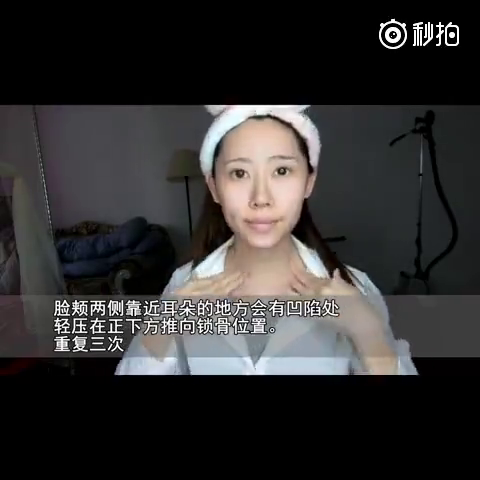 秒拍
脸颊两侧靠近耳朵的地方会有凹陷处
轻压在正下方推向锁骨位置。
重复三次